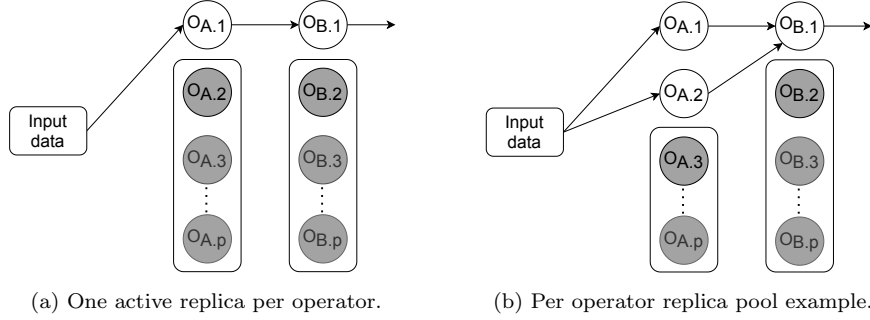 OA.1
OB.1
OA.2
OB.2
Input
data
OA.3
OB.3
OA.p
OB.p
(a) One active replica per operator.
OA.1
OB.1
OA.2
OB.2
Input
data
OA.3
OB.3
OA.p
OB.p
(b) Per operator replica pool example.